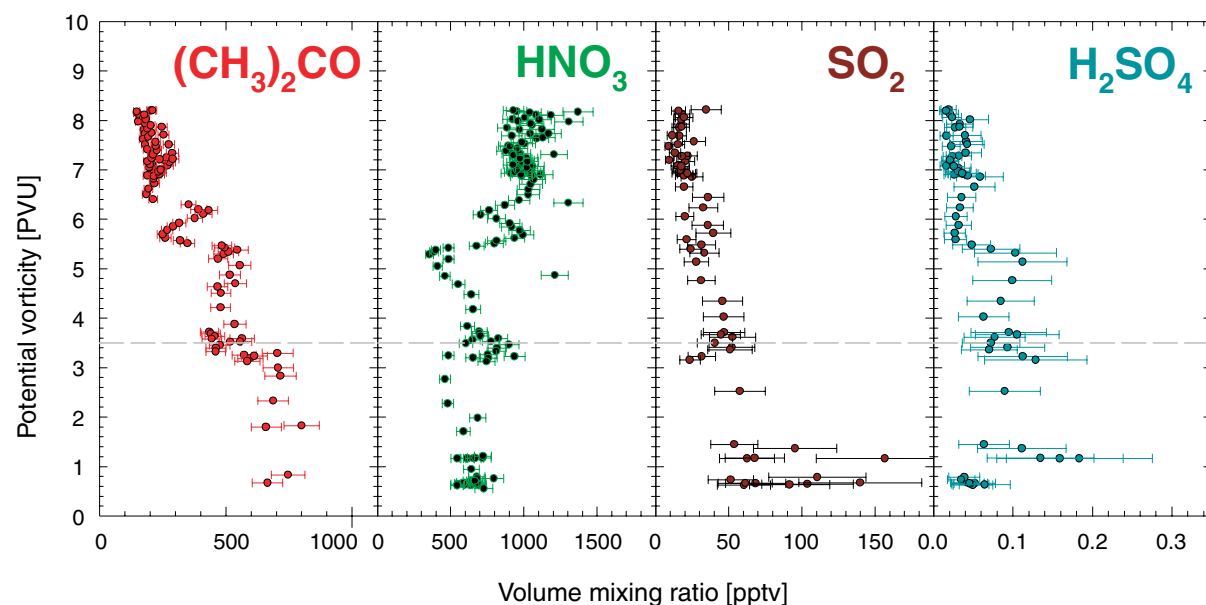 (CH3)2CO HNO3 SO2 H2SO4
10
9
8
7
6
5
4
3
2
1
0
Potential vorticity [PVU]
0 500 1000 0 500 1000 1500 0 50 100 150 0.0 0.1 0.2 0.3
Volume mixing ratio [pptv]